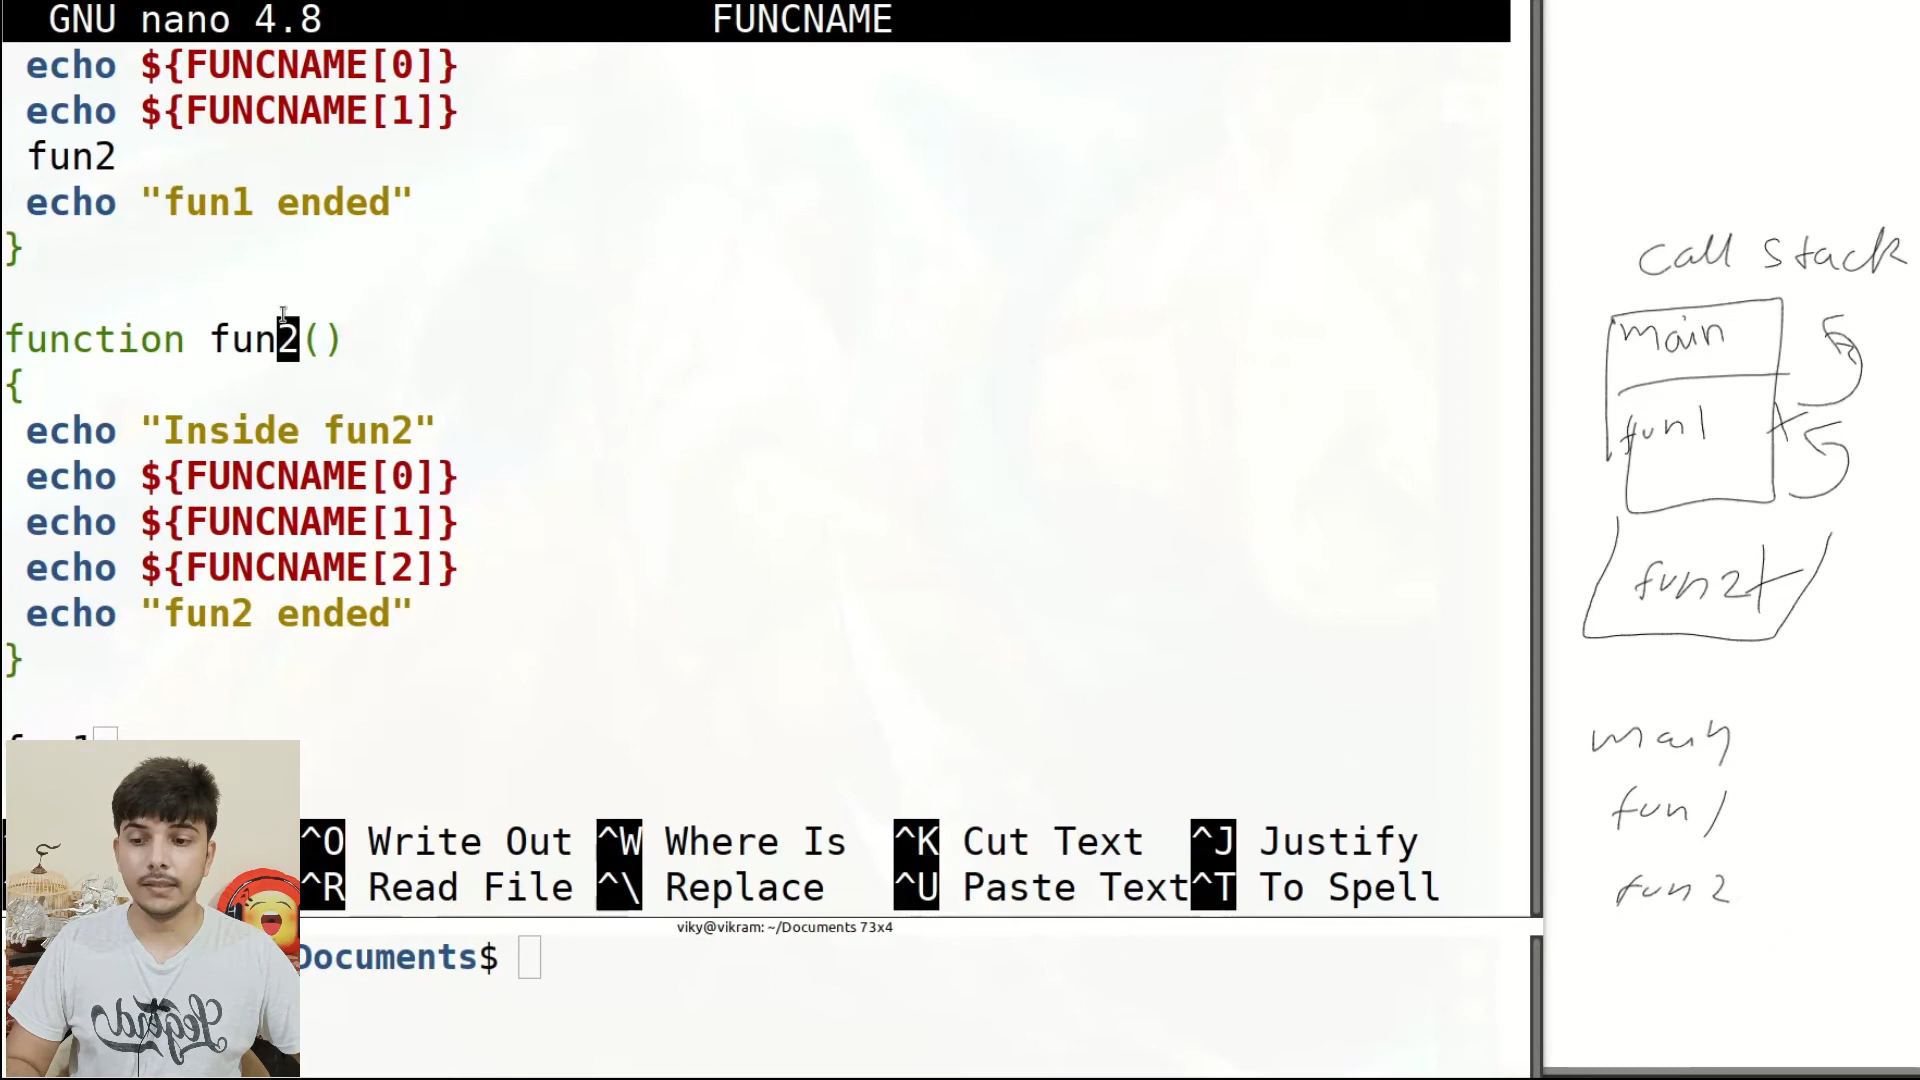 GNU nano 4.8 FUNCNAME
echo ${FUNCNAME[0]}
echo ${FUNCNAME[1]}
fun2
echo "fun1 ended"
}
function fun2()
{
echo "Inside fun2"
echo ${FUNCNAME[0]}
echo ${FUNCNAME[1]}
echo ${FUNCNAME[2]}
echo "fun2 ended"
}
^O Write Out ^W Where Is ^K Cut Text ^J Justify
^R Read File ^\ Replace ^U Paste Text ^T To Spell
viky@vikram: ~/Documents 73x4
Documents$
Legend
call stack
main
fun1
fun2
main
fun1
fun2